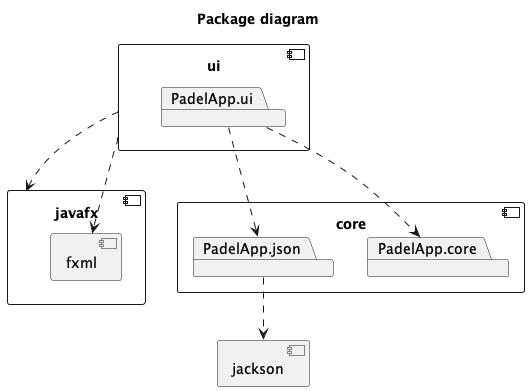 Package diagram
ui
PadelApp.ui
javafx
fxml
core
PadelApp.json
PadelApp.core
jackson